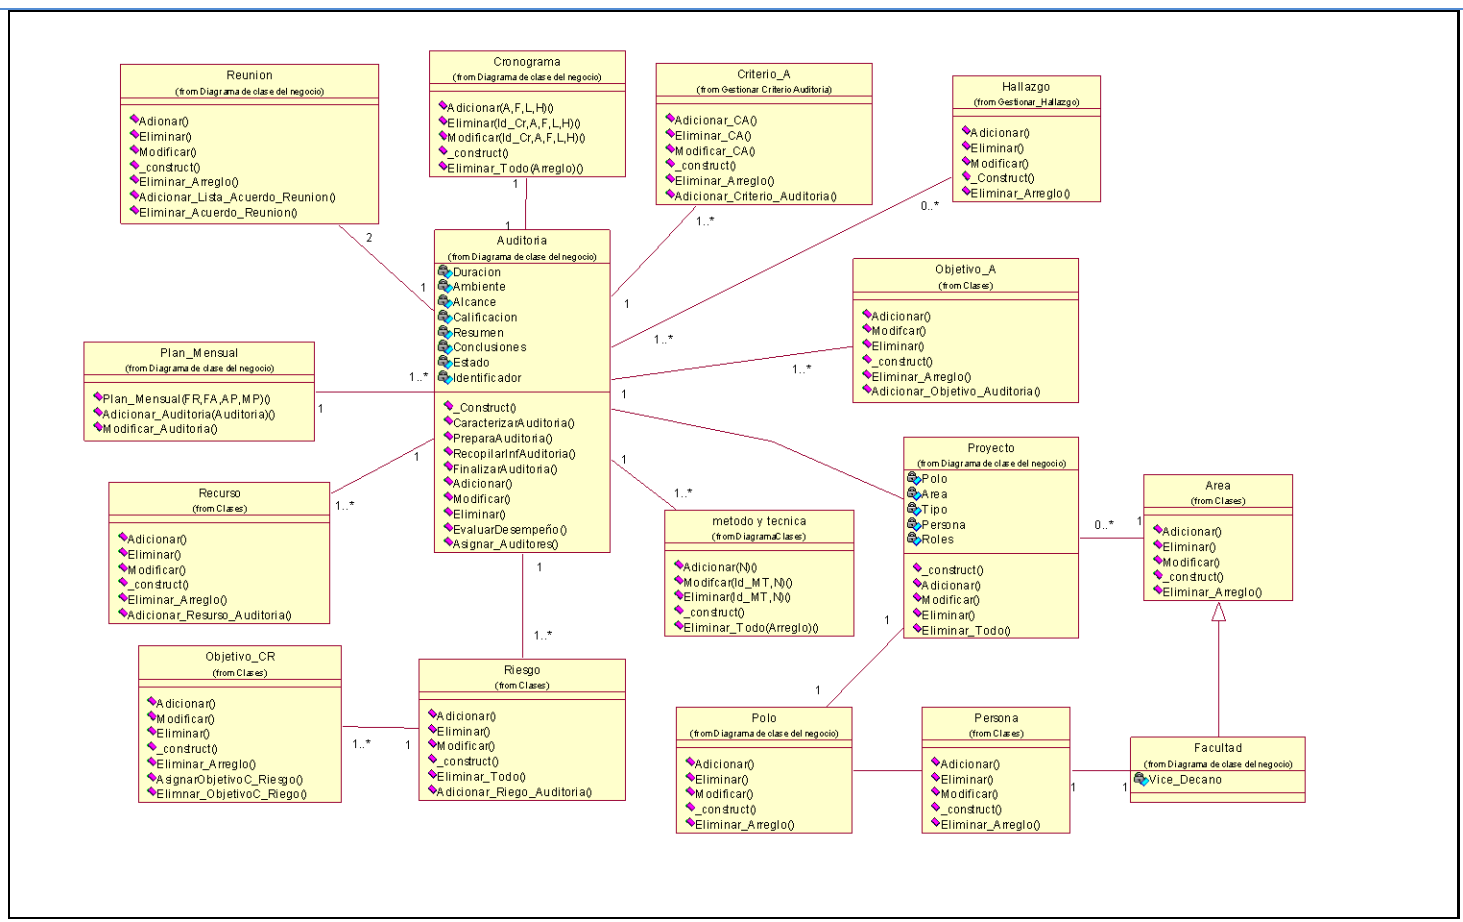 Reunion
(from Diagrama de clase del negocio)
Adionar()
Eliminar()
Modificar()
_construct()
Eliminar_Arreglo()
Adicionar_Lista_Acuerdo_Reunion()
Eliminar_Acuerdo_Reunion()
Cronograma
(from Diagrama de clase del negocio)
Adicionar(A,F,L,H)()
Eliminar(Id_Cr,A,F,L,H)()
Modificar(Id_Cr,A,F,L,H)()
_construct()
Eliminar_Todo(Arreglo)()
Criterio_A
(from Gestionar Criterio Auditoria)
Adicionar_CA()
Eliminar_CA()
Modificar_CA()
_construct()
Eliminar_Arreglo()
Adicionar_Criterio_Auditoria()
Hallazgo
(from Gestionar_Hallazgo)
Adicionar()
Eliminar()
Modificar()
_Construct()
Eliminar_Arreglo()
1
1
2
1
1..*
1
0..*
1..*
Auditoria
(from Diagrama de clase del negocio)
Duracion
Ambiente
Alcance
Calificacion
Resumen
Conclusiones
Estado
Identificador
_Construct()
CaracterizarAuditoria()
PreparaAuditoria()
RecopilarInfAuditoria()
FinalizarAuditoria()
Adicionar()
Modificar()
Eliminar()
EvaluarDesempeño()
Asignar_Auditores()
Objetivo_A
(from Clases)
Adicionar()
Modifcar()
Eliminar()
_construct()
Eliminar_Arreglo()
Adicionar_Objetivo_Auditoria()
1..*
1
Plan_Mensual
(from Diagrama de clase del negocio)
Plan_Mensual(FR,FA,AP,MP)()
Adicionar_Auditoria(Auditoria)()
Modificar_Auditoria()
1..*
1
Recurso
(from Clases)
Adicionar()
Eliminar()
Modificar()
_construct()
Eliminar_Arreglo()
Adicionar_Resurso_Auditoria()
1
1..*
metodo y tecnica
(from DiagramaClases)
Adicionar(N)()
Modifcar(Id_MT,N)()
Eliminar(Id_MT,N)()
_construct()
Eliminar_Todo(Arreglo)()
1
1..*
Proyecto
(from Diagrama de clase del negocio)
Polo
Area
Tipo
Persona
Roles
_construct()
Adicionar()
Modificar()
Eliminar()
Eliminar_Todo()
0..*
1
Area
(from Clases)
Adicionar()
Eliminar()
Modificar()
_construct()
Eliminar_Arreglo()
1
1..*
Objetivo_CR
(from Clases)
Adicionar()
Modificar()
Eliminar()
_construct()
Eliminar_Arreglo()
AsignarObjetivoC_Riesgo()
Elimnar_ObjetivoC_Riego()
1..*
1
Riesgo
(from Clases)
Adicionar()
Eliminar()
Modificar()
_construct()
Eliminar_Todo()
Adicionar_Riego_Auditoria()
1
1
Polo
(from Diagrama de clase del negocio)
Adicionar()
Eliminar()
Modificar()
_construct()
Eliminar_Arreglo()
Persona
(from Clases)
Adicionar()
Eliminar()
Modificar()
_construct()
Eliminar_Arreglo()
1
1
Facultad
(from Diagrama de clase del negocio)
Vice_Decano